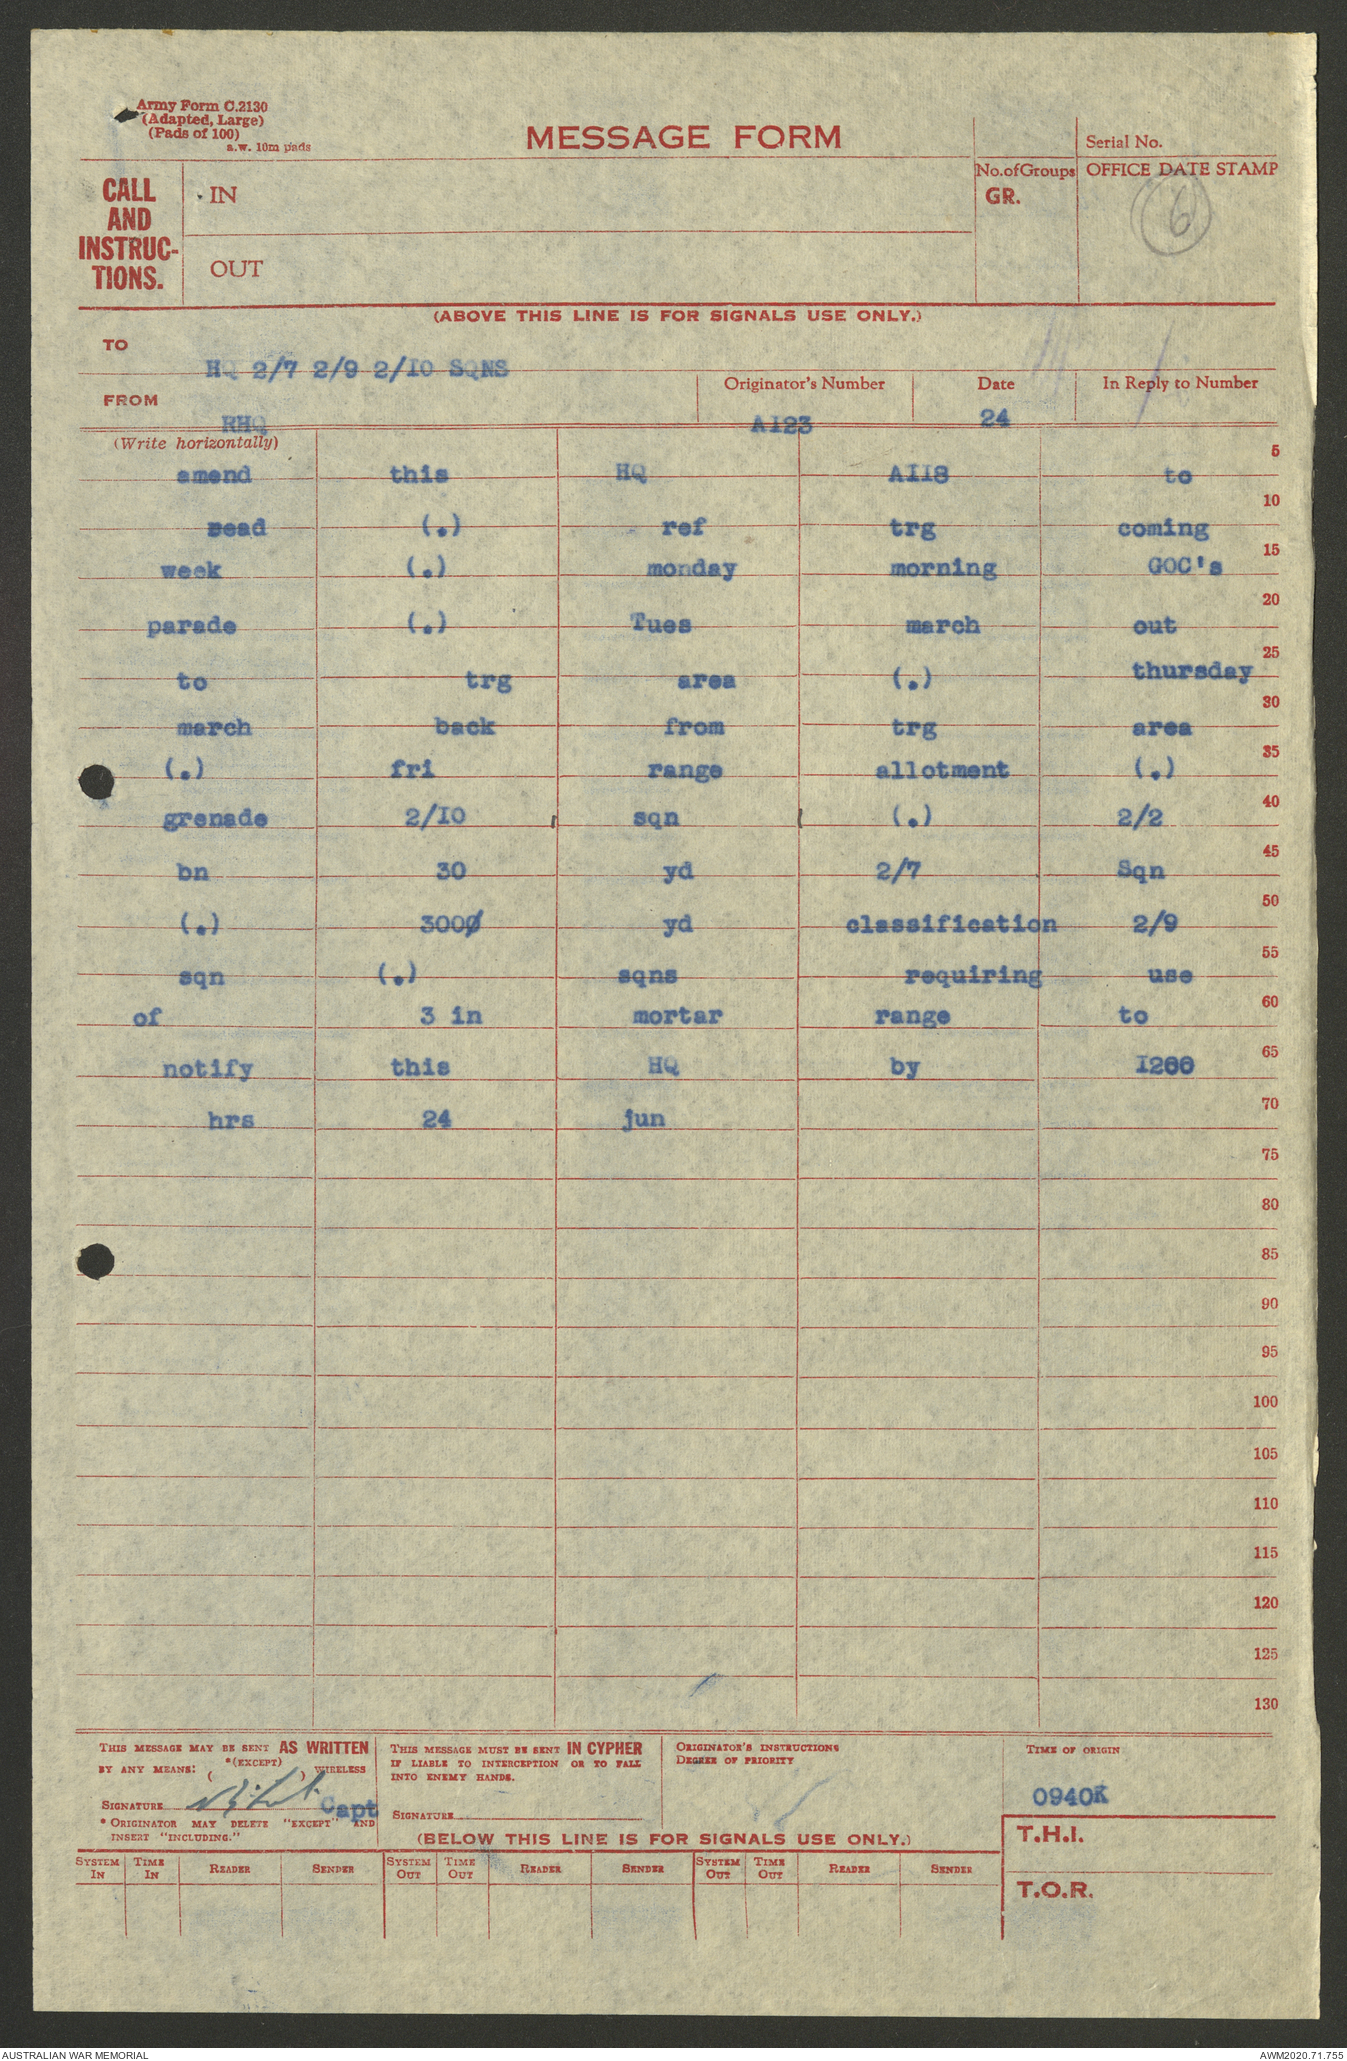 Army Form C.2130
(Adapted, Large)
(Pads of 100)
a.w. 10m pads
MESSAGE FORM
Serial No.
CALL
AND
INSTRUC-
TIONS.
IN
OUT
No.ofGroups
GR.
OFFICE DATE STAMP
6
(ABOVE THIS LINE IS FOR SIGNALS USE ONLY.)
TO
HQ 2/7 2/9 2/I0 SQNS
FROM
RHQ
Originator's Number
AI23
Date
24
In Reply to Number
(Write horizontally)
5
amend this HQ AII8 to
10
read (.) ref trg coming
15
week (.) monday morning GOC's
20
parade (.) Tues march out
25
to trg area (.) thursday
30
march back from trg area
35
(.) fri range allotment (.)
40
grenade 2/I0 sqn (.) 2/2
45
bn 30 yd 2/7 Sqn
50
(.) 3000 yd classification 2/9
55
sqn (.) sqns requiring use
60
of 3 in mortar range to
65
notify this HQ by I200
70
hrs 24 jun
75
80
85
90
95
100
105
110
115
120
125
130
THIS MESSAGE MAY BE SENT AS WRITTEN
BY ANY MEANS: *(EXCEPT) WIRELESS
( )
SIGNATURE Capt
* ORIGINATOR MAY DELETE "EXCEPT" AND
INSERT "INCLUDING."
THIS MESSAGE MUST BE SENT IN CYPHER
IF LIABLE TO INTERCEPTION OR TO FALL
INTO ENEMY HANDS.
SIGNATURE
ORIGINATOR'S INSTRUCTIONS
DEGREE OF PRIORITY
TIME OF ORIGIN
0940K
(BELOW THIS LINE IS FOR SIGNALS USE ONLY.)
T.H.I.
T.O.R.
SYSTEM IN TIME IN READER SENDER SYSTEM OUT TIME OUT READER SENDER SYSTEM OUT TIME OUT READER SENDER
AUSTRALIAN WAR MEMORIAL
AWM2020.71.755